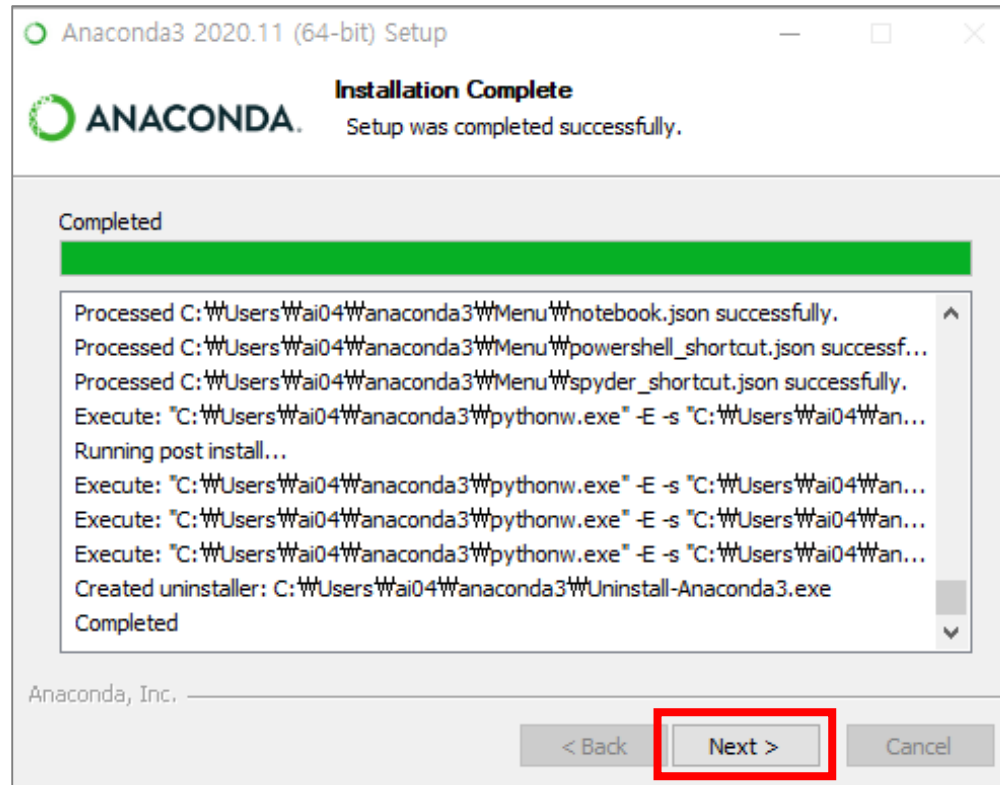 Anaconda3 2020.11 (64-bit) Setup
ANACONDA.
Installation Complete
Setup was completed successfully.
Completed
Processed C:₩Users₩ai04₩anaconda3₩Menu₩notebook.json successfully.
Processed C:₩Users₩ai04₩anaconda3₩Menu₩powershell_shortcut.json successf...
Processed C:₩Users₩ai04₩anaconda3₩Menu₩spyder_shortcut.json successfully.
Execute: "C:₩Users₩ai04₩anaconda3₩pythonw.exe" -E -s "C:₩Users₩ai04₩an...
Running post install...
Execute: "C:₩Users₩ai04₩anaconda3₩pythonw.exe" -E -s "C:₩Users₩ai04₩an...
Execute: "C:₩Users₩ai04₩anaconda3₩pythonw.exe" -E -s "C:₩Users₩ai04₩an...
Execute: "C:₩Users₩ai04₩anaconda3₩pythonw.exe" -E -s "C:₩Users₩ai04₩an...
Created uninstaller: C:₩Users₩ai04₩anaconda3₩Uninstall-Anaconda3.exe
Completed
Anaconda, Inc.
< Back Next > Cancel